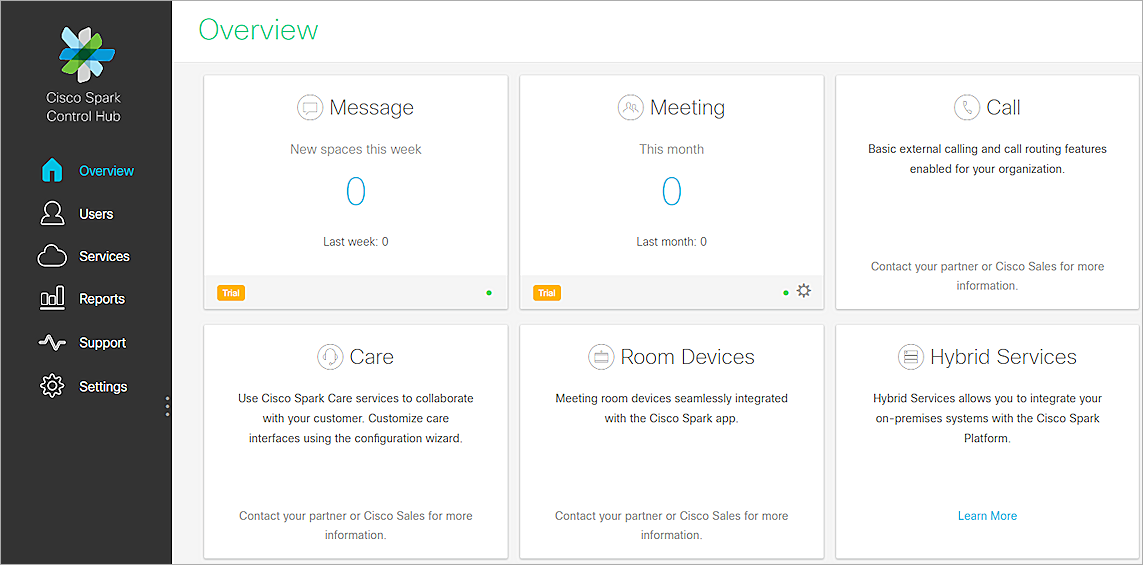 Cisco Spark
Control Hub
Overview
Users
Services
Reports
Support
Settings
Overview
Message
New spaces this week
0
Last week: 0
Trial
Meeting
This month
0
Last month: 0
Trial
Call
Basic external calling and call routing features
enabled for your organization.
Contact your partner or Cisco Sales for more
information.
Care
Use Cisco Spark Care services to collaborate
with your customer. Customize care
interfaces using the configuration wizard.
Contact your partner or Cisco Sales for more
information.
Room Devices
Meeting room devices seamlessly integrated
with the Cisco Spark app.
Contact your partner or Cisco Sales for more
information.
Hybrid Services
Hybrid Services allows you to integrate your
on-premises systems with the Cisco Spark
Platform.
Learn More